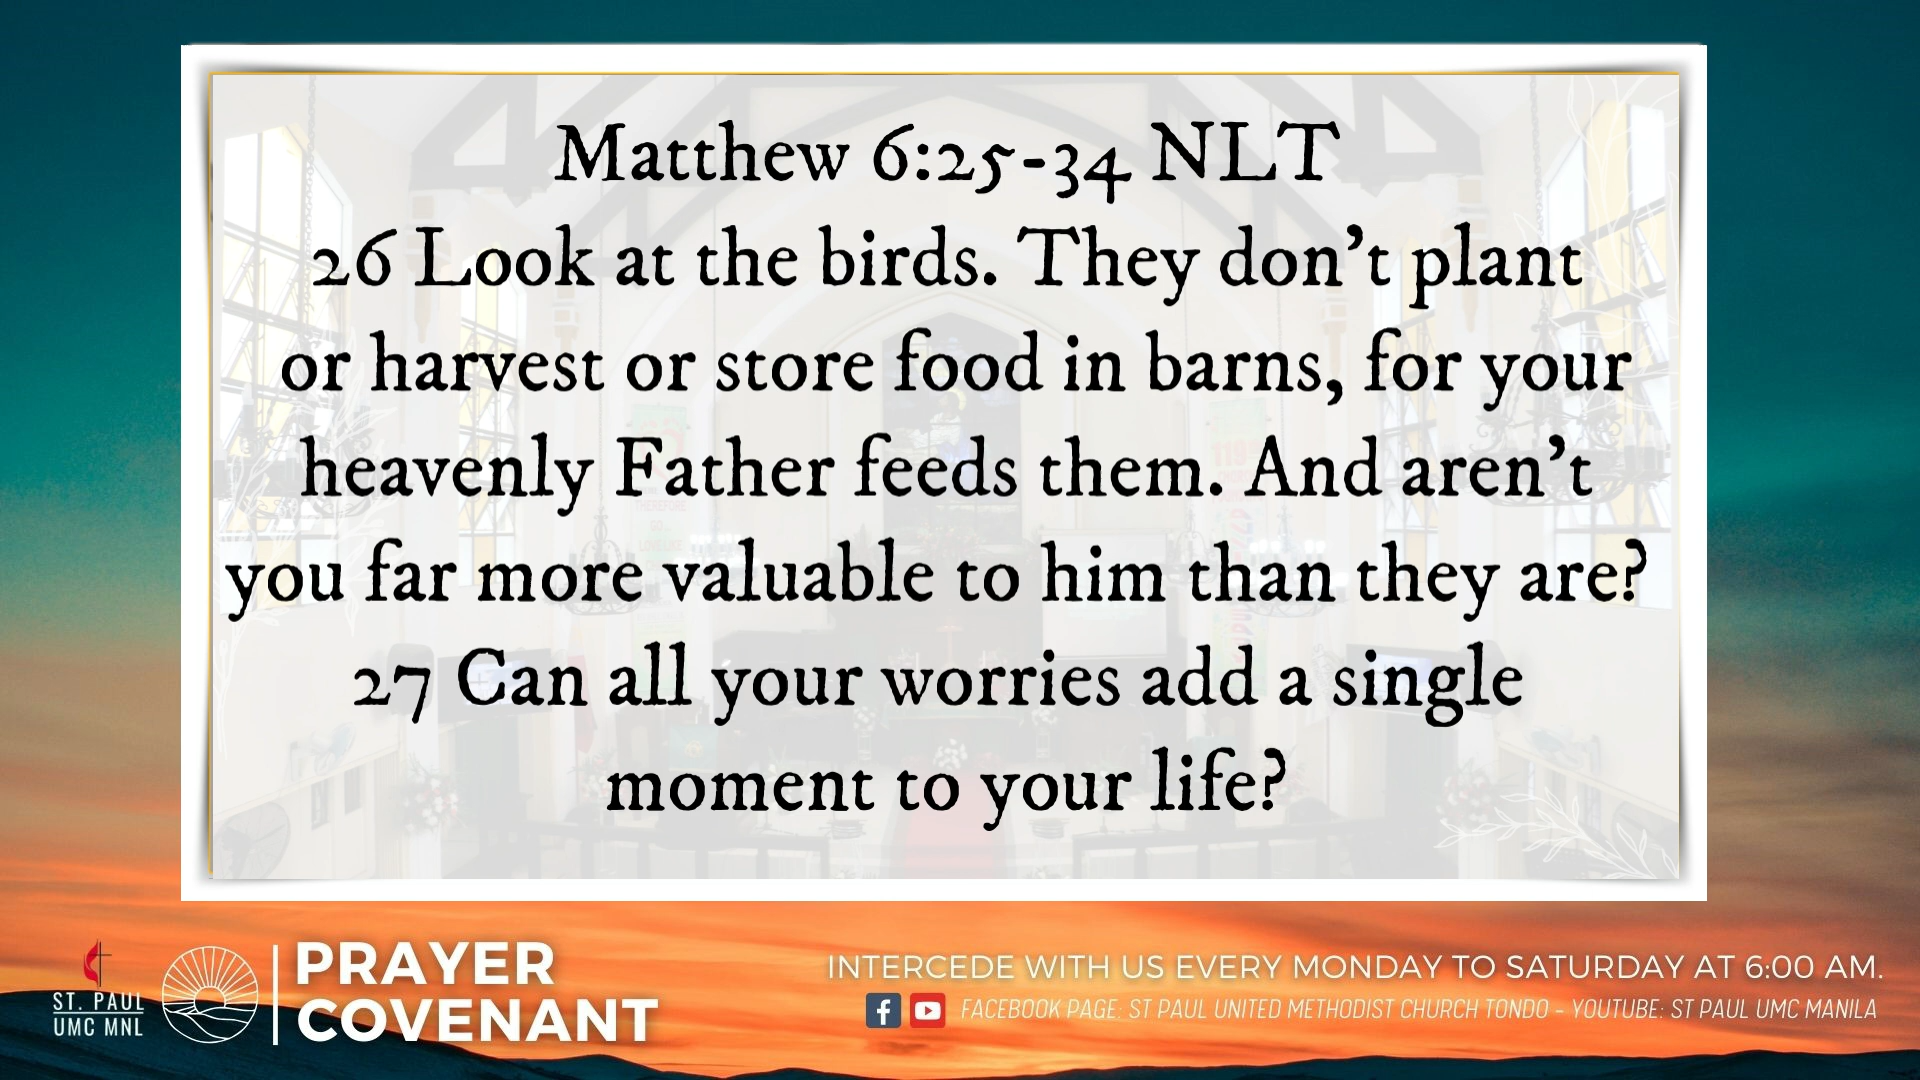 Matthew 6:25-34 NLT
26 Look at the birds. They don’t plant
or harvest or store food in barns, for your
heavenly Father feeds them. And aren’t
you far more valuable to him than they are?
27 Can all your worries add a single
moment to your life?
ST. PAUL
UMC MNL
PRAYER
COVENANT
INTERCEDE WITH US EVERY MONDAY TO SATURDAY AT 6:00 AM.
FACEBOOK PAGE: ST PAUL UNITED METHODIST CHURCH TONDO - YOUTUBE: ST PAUL UMC MANILA